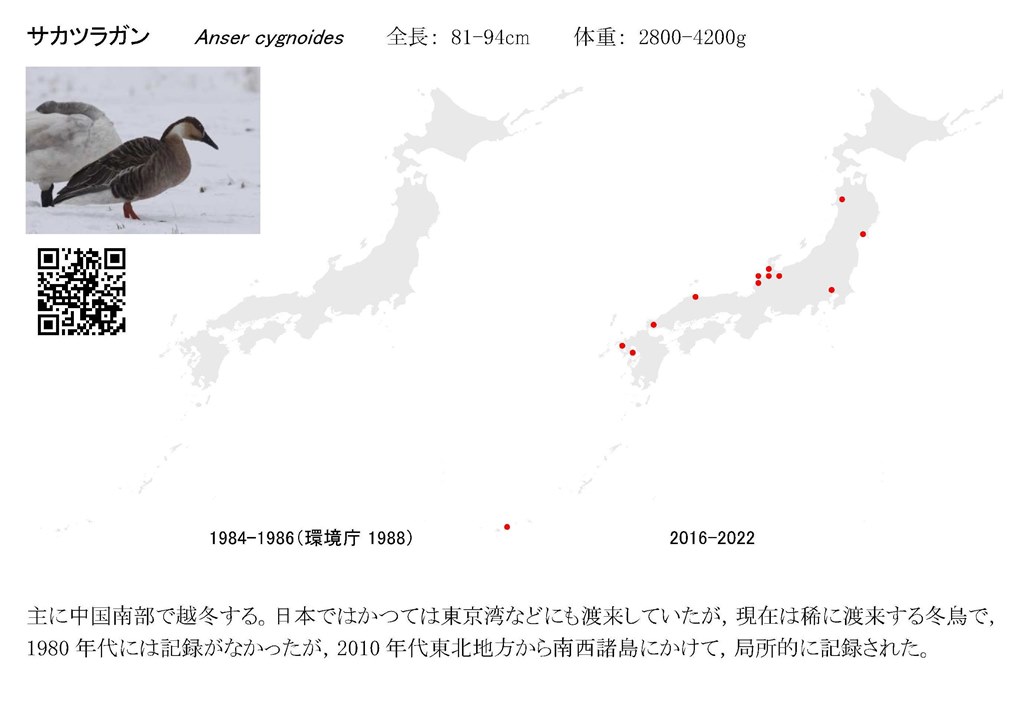 サカツラガン Anser cygnoides 全長： 81-94cm 体重： 2800-4200g
1984-1986（環境庁 1988） 2016-2022
主に中国南部で越冬する。日本ではかつては東京湾などにも渡来していたが，現在は稀に渡来する冬鳥で，
1980 年代には記録がなかったが，2010 年代東北地方から南西諸島にかけて，局所的に記録された。